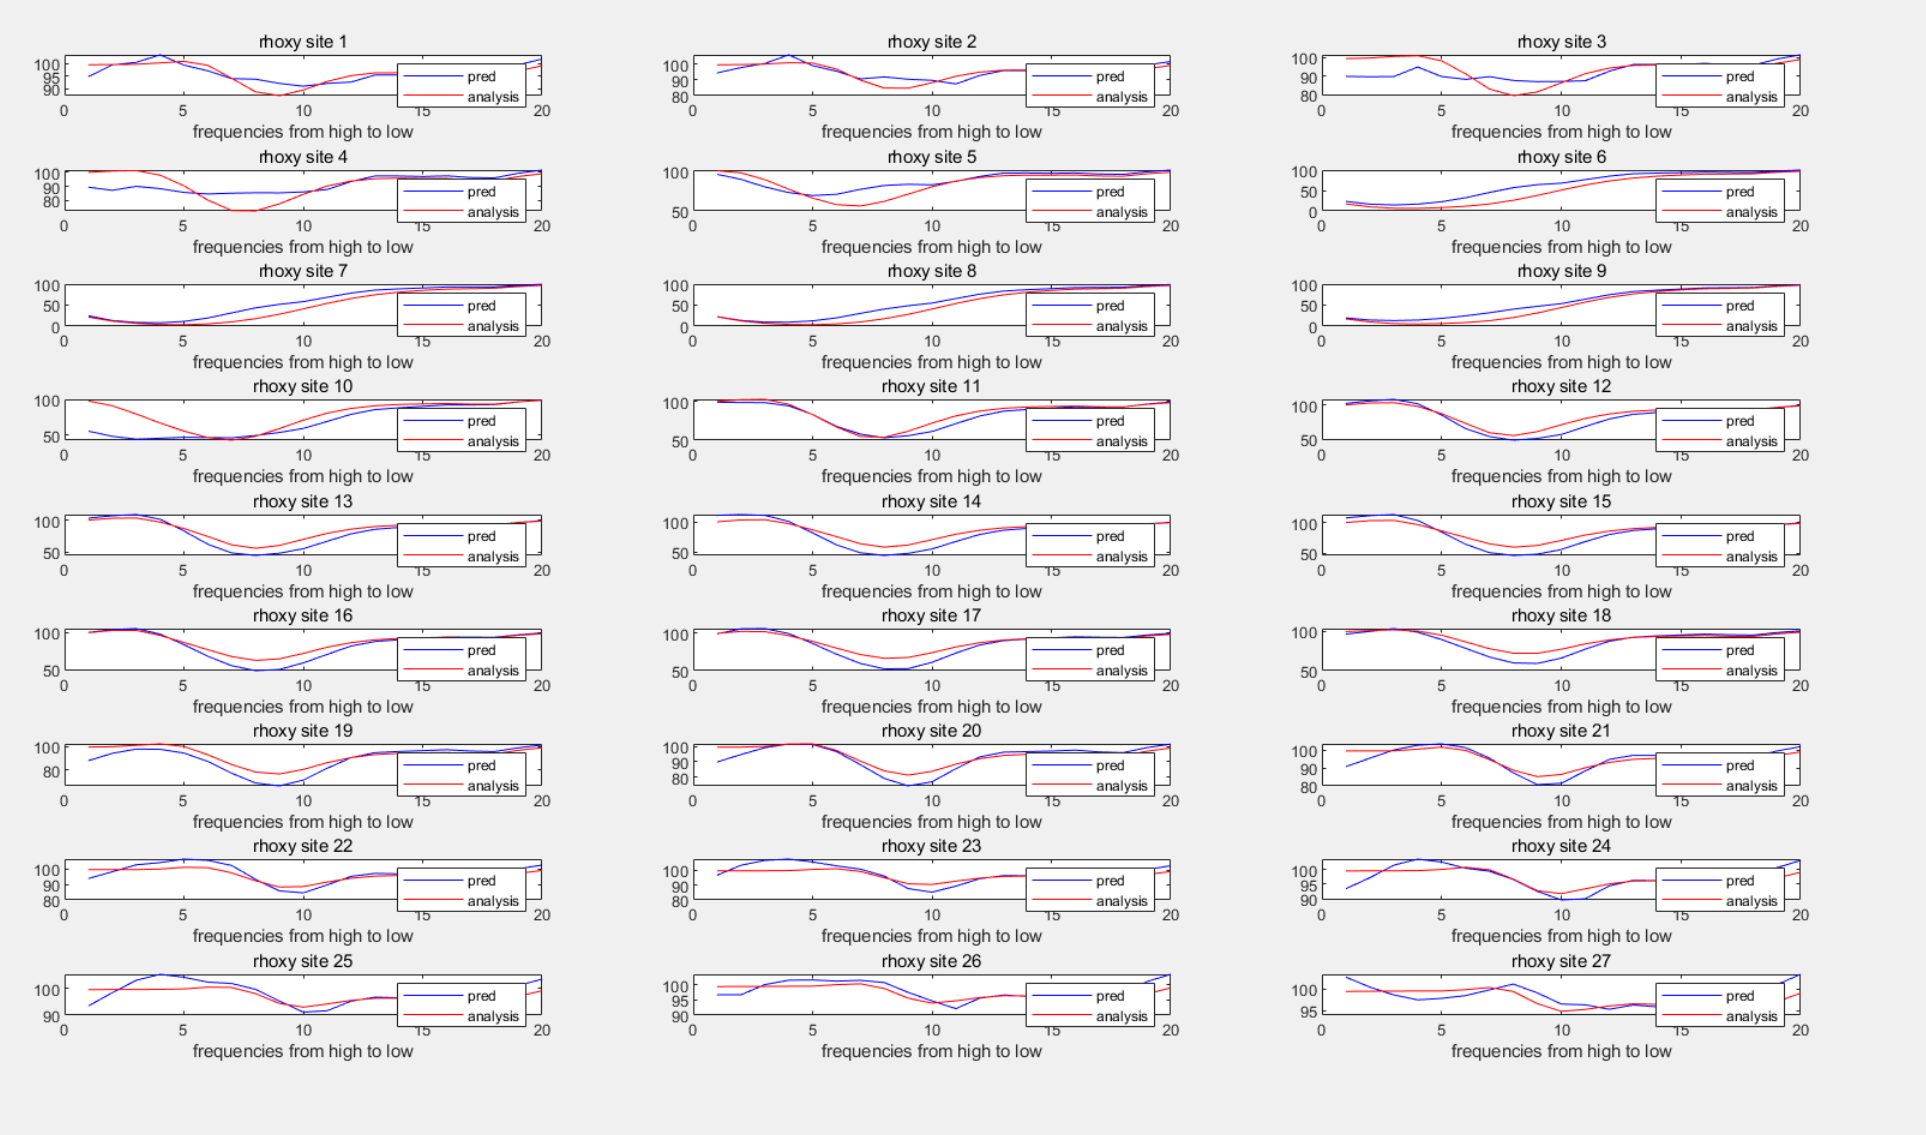 rhoxy site 1
100
95
90
pred
analysis
0 5 10 15 20
frequencies from high to low
rhoxy site 2
100
90
80
pred
analysis
0 5 10 15 20
frequencies from high to low
rhoxy site 3
100
90
80
pred
analysis
0 5 10 15 20
frequencies from high to low
rhoxy site 4
100
90
80
pred
analysis
0 5 10 15 20
frequencies from high to low
rhoxy site 5
100
50
pred
analysis
0 5 10 15 20
frequencies from high to low
rhoxy site 6
100
50
0
pred
analysis
0 5 10 15 20
frequencies from high to low
rhoxy site 7
100
50
0
pred
analysis
0 5 10 15 20
frequencies from high to low
rhoxy site 8
100
50
0
pred
analysis
0 5 10 15 20
frequencies from high to low
rhoxy site 9
100
50
0
pred
analysis
0 5 10 15 20
frequencies from high to low
rhoxy site 10
100
50
pred
analysis
0 5 10 15 20
frequencies from high to low
rhoxy site 11
100
50
pred
analysis
0 5 10 15 20
frequencies from high to low
rhoxy site 12
100
50
pred
analysis
0 5 10 15 20
frequencies from high to low
rhoxy site 13
100
50
pred
analysis
0 5 10 15 20
frequencies from high to low
rhoxy site 14
100
50
pred
analysis
0 5 10 15 20
frequencies from high to low
rhoxy site 15
100
50
pred
analysis
0 5 10 15 20
frequencies from high to low
rhoxy site 16
100
50
pred
analysis
0 5 10 15 20
frequencies from high to low
rhoxy site 17
100
50
pred
analysis
0 5 10 15 20
frequencies from high to low
rhoxy site 18
100
50
pred
analysis
0 5 10 15 20
frequencies from high to low
rhoxy site 19
100
80
pred
analysis
0 5 10 15 20
frequencies from high to low
rhoxy site 20
100
90
80
pred
analysis
0 5 10 15 20
frequencies from high to low
rhoxy site 21
100
90
80
pred
analysis
0 5 10 15 20
frequencies from high to low
rhoxy site 22
100
90
80
pred
analysis
0 5 10 15 20
frequencies from high to low
rhoxy site 23
100
90
80
pred
analysis
0 5 10 15 20
frequencies from high to low
rhoxy site 24
100
95
90
pred
analysis
0 5 10 15 20
frequencies from high to low
rhoxy site 25
100
90
pred
analysis
0 5 10 15 20
frequencies from high to low
rhoxy site 26
100
95
90
pred
analysis
0 5 10 15 20
frequencies from high to low
rhoxy site 27
100
95
pred
analysis
0 5 10 15 20
frequencies from high to low